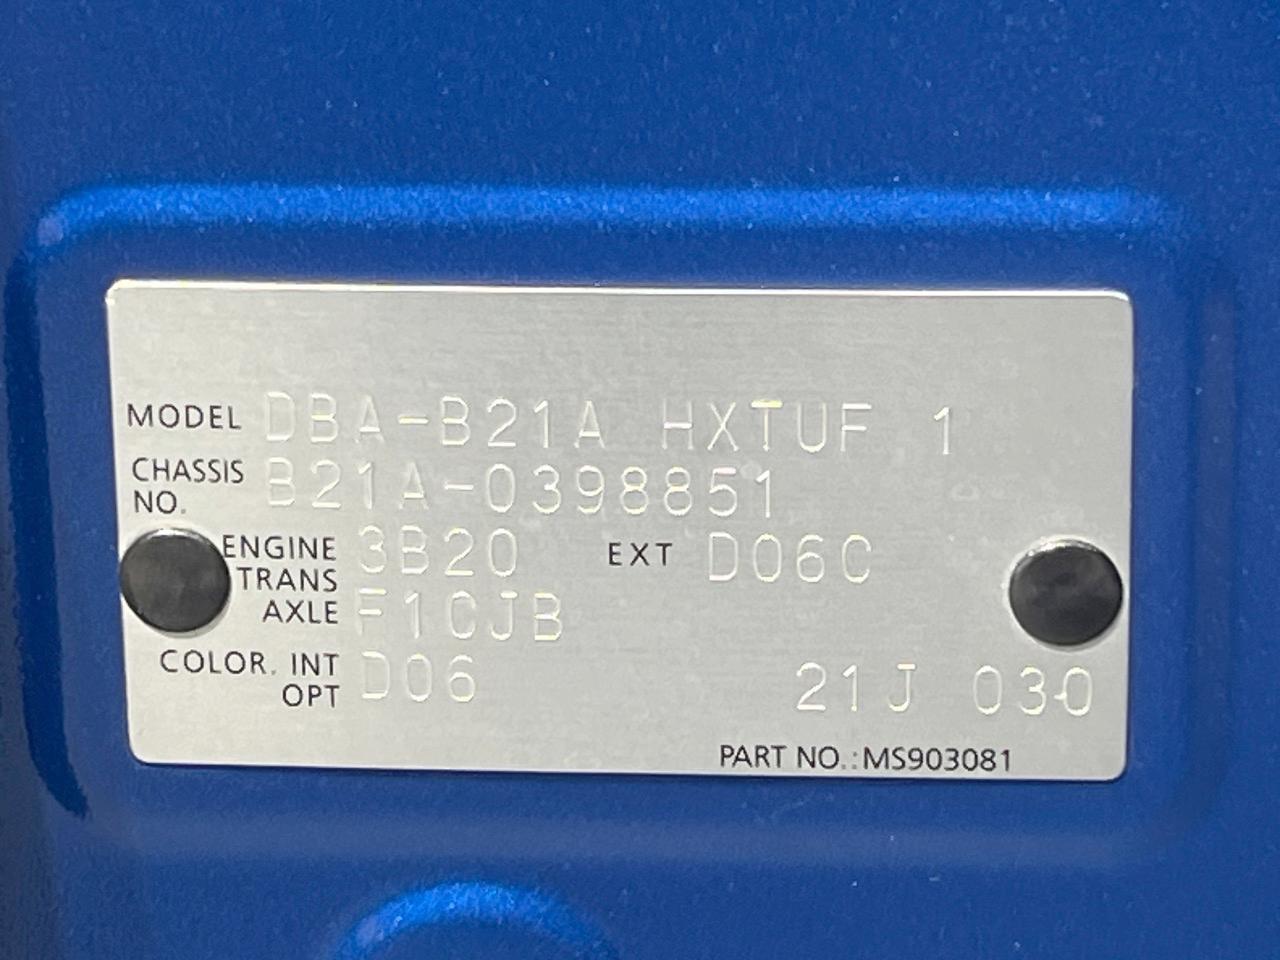 MODEL DBA-B21A HXTUF 1
CHASSIS NO. B21A-0398851
ENGINE 3B20 EXT D06C
TRANS AXLE F1CJB
COLOR. INT OPT D06 21J 030
PART NO.:MS903081